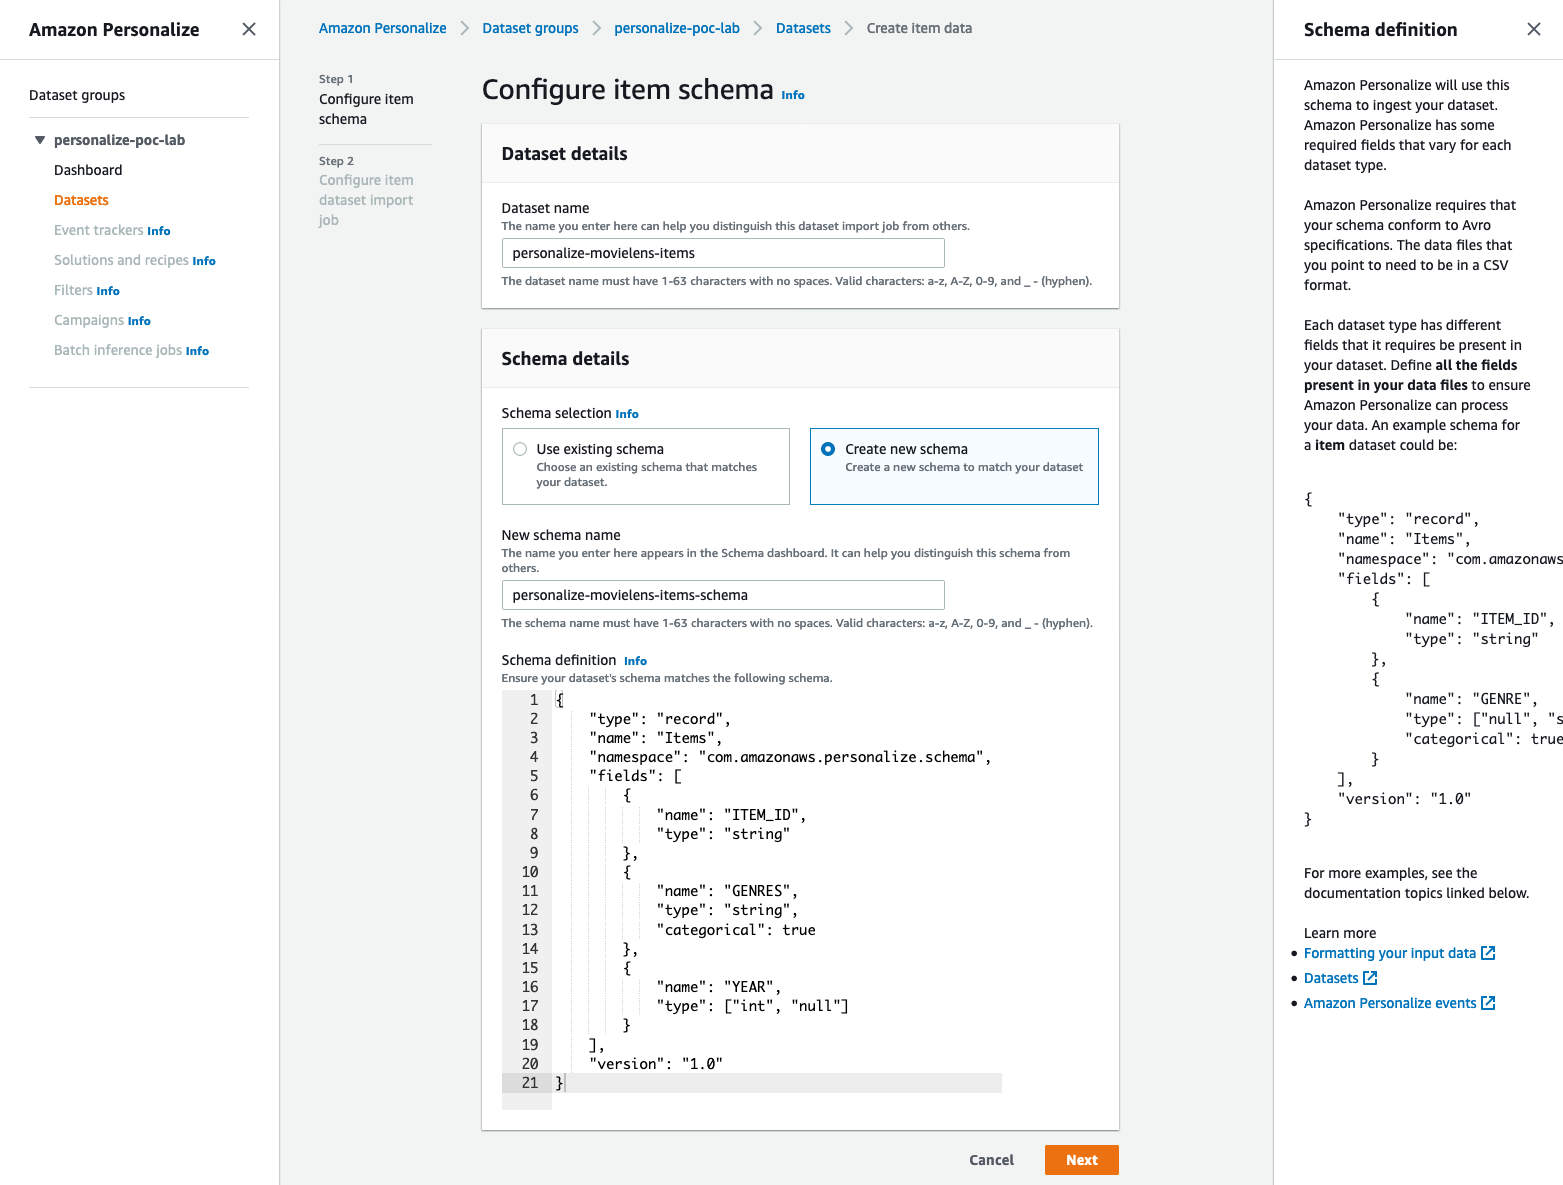 Amazon Personalize
Dataset groups
personalize-poc-lab
Dashboard
Datasets
Event trackers Info
Solutions and recipes Info
Filters Info
Campaigns Info
Batch inference jobs Info
Amazon Personalize > Dataset groups > personalize-poc-lab > Datasets > Create item data
Step 1
Configure item
schema
Step 2
Configure item
dataset import
job
Configure item schema Info
Dataset details
Dataset name
The name you enter here can help you distinguish this dataset import job from others.
personalize-movielens-items
The dataset name must have 1-63 characters with no spaces. Valid characters: a-z, A-Z, 0-9, and _ - (hyphen).
Schema details
Schema selection Info
Use existing schema
Choose an existing schema that matches
your dataset.
Create new schema
Create a new schema to match your dataset
New schema name
The name you enter here appears in the Schema dashboard. It can help you distinguish this schema from
others.
personalize-movielens-items-schema
The schema name must have 1-63 characters with no spaces. Valid characters: a-z, A-Z, 0-9, and _ - (hyphen).
Schema definition Info
Ensure your dataset's schema matches the following schema.
1 {
2 "type": "record",
3 "name": "Items",
4 "namespace": "com.amazonaws.personalize.schema",
5 "fields": [
6 {
7 "name": "ITEM_ID",
8 "type": "string"
9 },
10 {
11 "name": "GENRES",
12 "type": "string",
13 "categorical": true
14 },
15 {
16 "name": "YEAR",
17 "type": ["int", "null"]
18 }
19 ],
20 "version": "1.0"
21 }
Cancel
Next
Schema definition
Amazon Personalize will use this
schema to ingest your dataset.
Amazon Personalize has some
required fields that vary for each
dataset type.
Amazon Personalize requires that
your schema conform to Avro
specifications. The data files that
you point to need to be in a CSV
format.
Each dataset type has different
fields that it requires be present in
your dataset. Define all the fields
present in your data files to ensure
Amazon Personalize can process
your data. An example schema for
a item dataset could be:
{
"type": "record",
"name": "Items",
"namespace": "com.amazonaws
"fields": [
{
"name": "ITEM_ID",
"type": "string"
},
{
"name": "GENRE",
"type": ["null", "s
"categorical": true
}
],
"version": "1.0"
}
For more examples, see the
documentation topics linked below.
Learn more
• Formatting your input data
• Datasets
• Amazon Personalize events